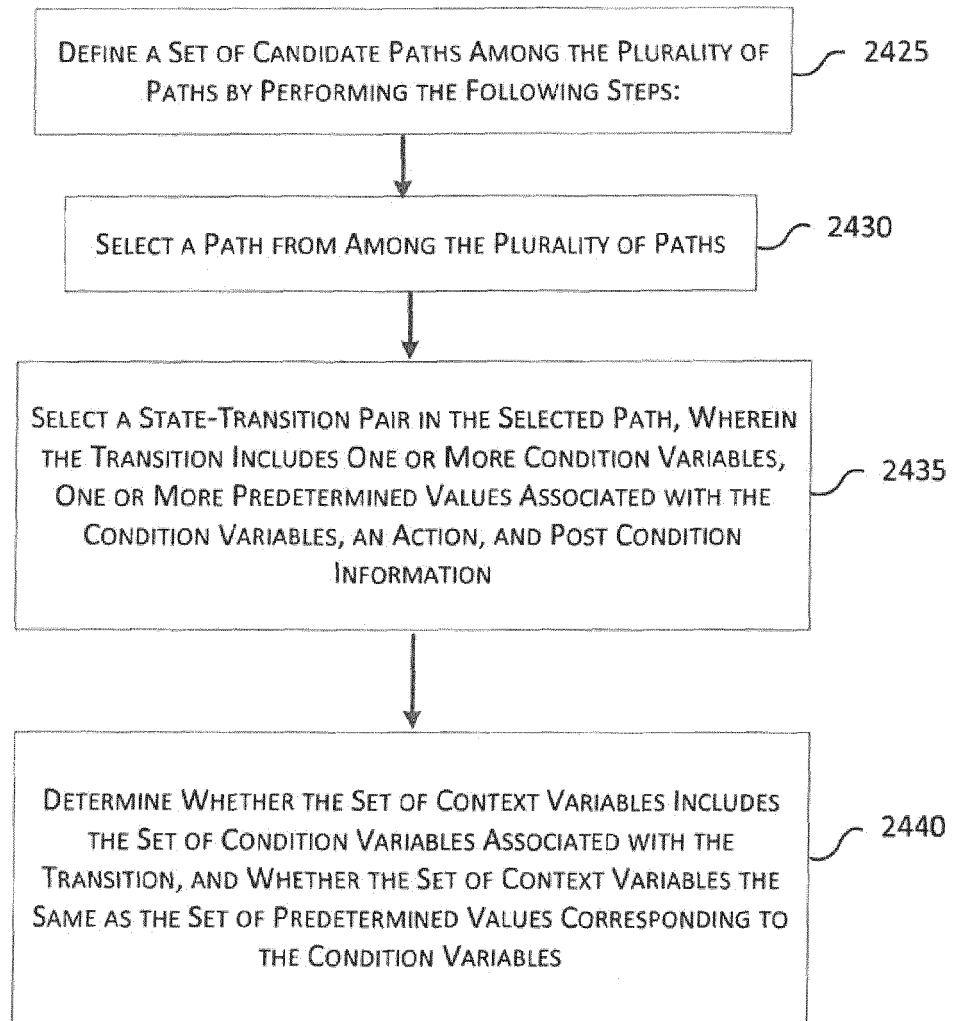 DEFINE A SET OF CANDIDATE PATHS AMONG THE PLURALITY OF
PATHS BY PERFORMING THE FOLLOWING STEPS:
2425
SELECT A PATH FROM AMONG THE PLURALITY OF PATHS
2430
SELECT A STATE-TRANSITION PAIR IN THE SELECTED PATH, WHEREIN
THE TRANSITION INCLUDES ONE OR MORE CONDITION VARIABLES,
ONE OR MORE PREDETERMINED VALUES ASSOCIATED WITH THE
CONDITION VARIABLES, AN ACTION, AND POST CONDITION
INFORMATION
2435
DETERMINE WHETHER THE SET OF CONTEXT VARIABLES INCLUDES
THE SET OF CONDITION VARIABLES ASSOCIATED WITH THE
TRANSITION, AND WHETHER THE SET OF CONTEXT VARIABLES THE
SAME AS THE SET OF PREDETERMINED VALUES CORRESPONDING TO
THE CONDITION VARIABLES
2440